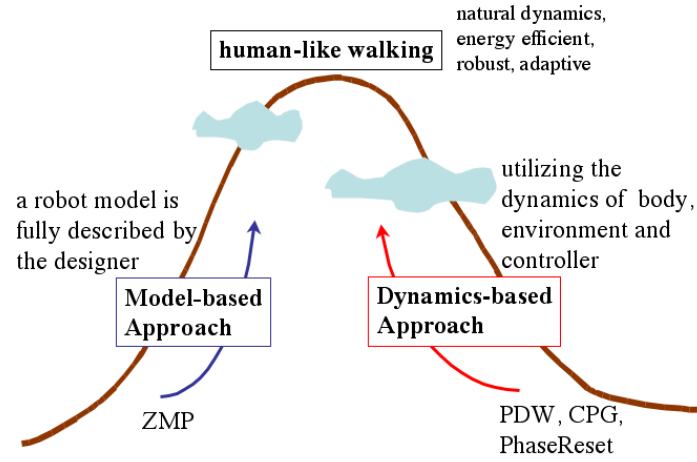 human-like walking
natural dynamics,
energy efficient,
robust, adaptive
a robot model is
fully described by
the designer
utilizing the
dynamics of body,
environment and
controller
Model-based
Approach
Dynamics-based
Approach
ZMP
PDW, CPG,
PhaseReset